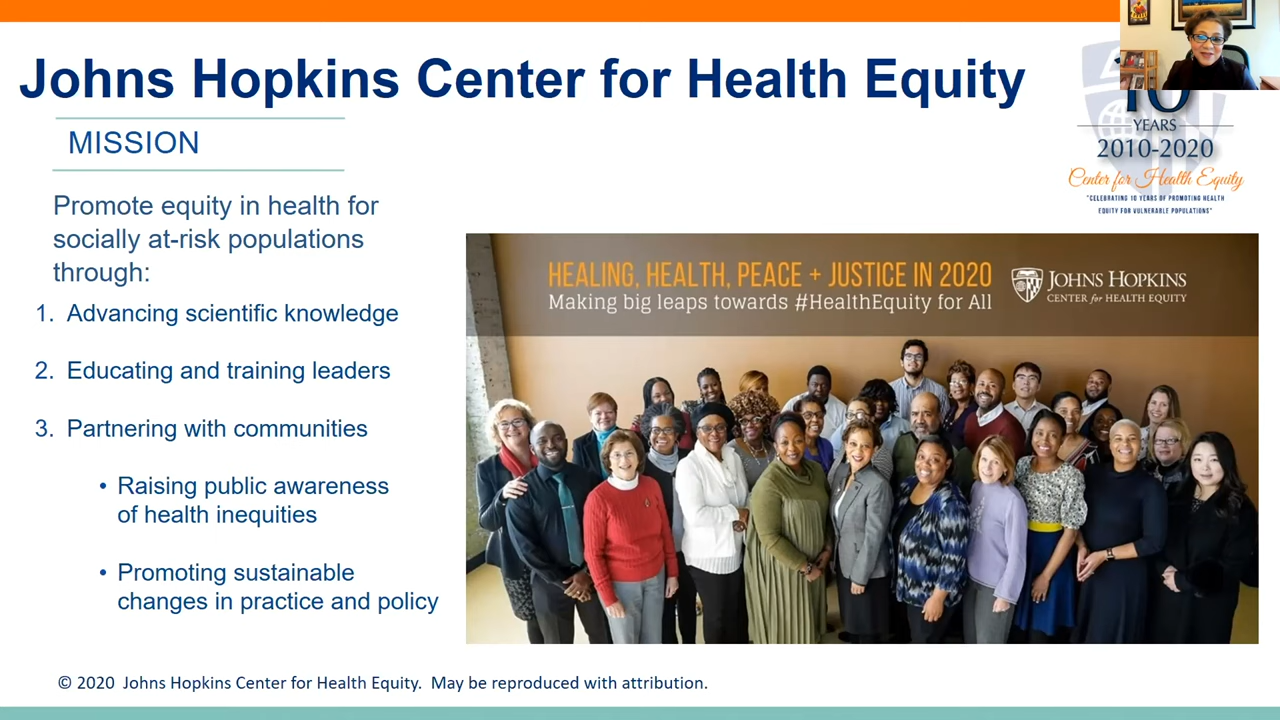 Johns Hopkins Center for Health Equity
MISSION
Promote equity in health for
socially at-risk populations
through:
1. Advancing scientific knowledge
2. Educating and training leaders
3. Partnering with communities
• Raising public awareness
of health inequities
• Promoting sustainable
changes in practice and policy
10
YEARS
2010-2020
Center for Health Equity
"CELEBRATING 10 YEARS OF PROMOTING HEALTH
EQUITY FOR VULNERABLE POPULATIONS"
HEALING, HEALTH, PEACE + JUSTICE IN 2020
Making big leaps towards #HealthEquity for All
JOHNS HOPKINS
CENTER for HEALTH EQUITY
© 2020 Johns Hopkins Center for Health Equity. May be reproduced with attribution.